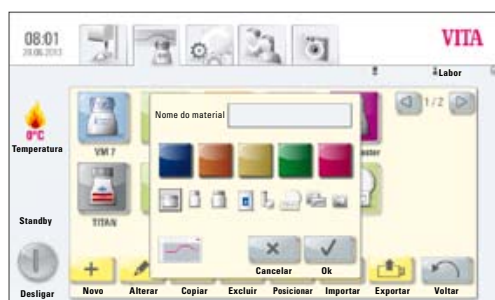 08:01
28.06.2013
VITA
Labor
1/2
Nome do material
0°C
Temperatura
VM 7
TITAN
Standby
Cancelar
Ok
Desligar
Novo
Alterar
Copiar
Excluir
Posicionar
Importar
Exportar
Voltar